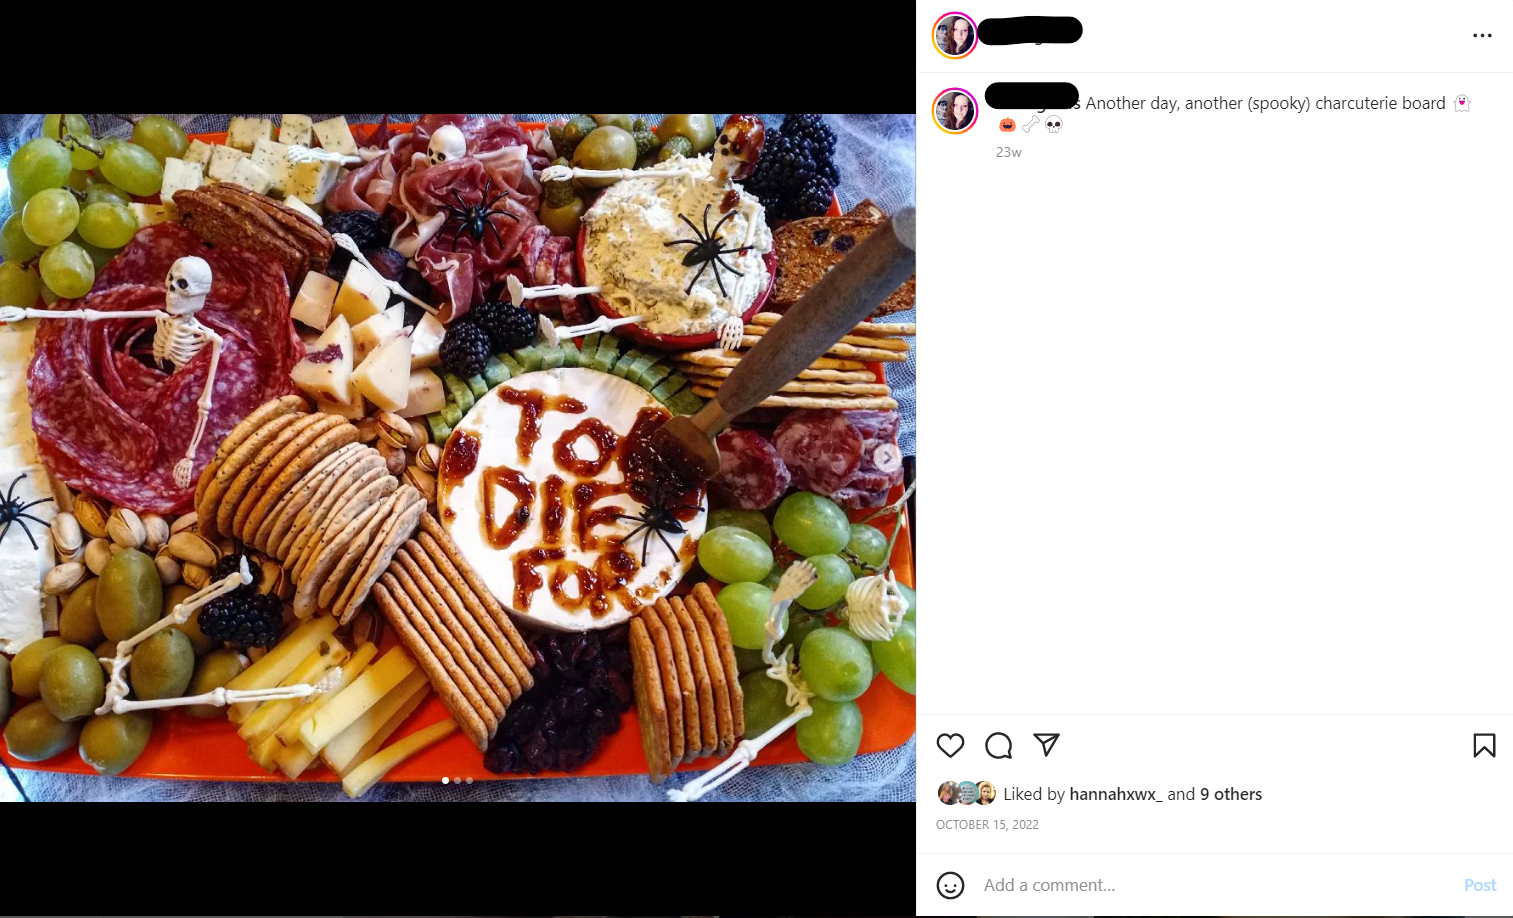 TO
DIE
FOR
Another day, another (spooky) charcuterie board
23w
Liked by hannahxwx_ and 9 others
OCTOBER 15, 2022
Add a comment...
Post